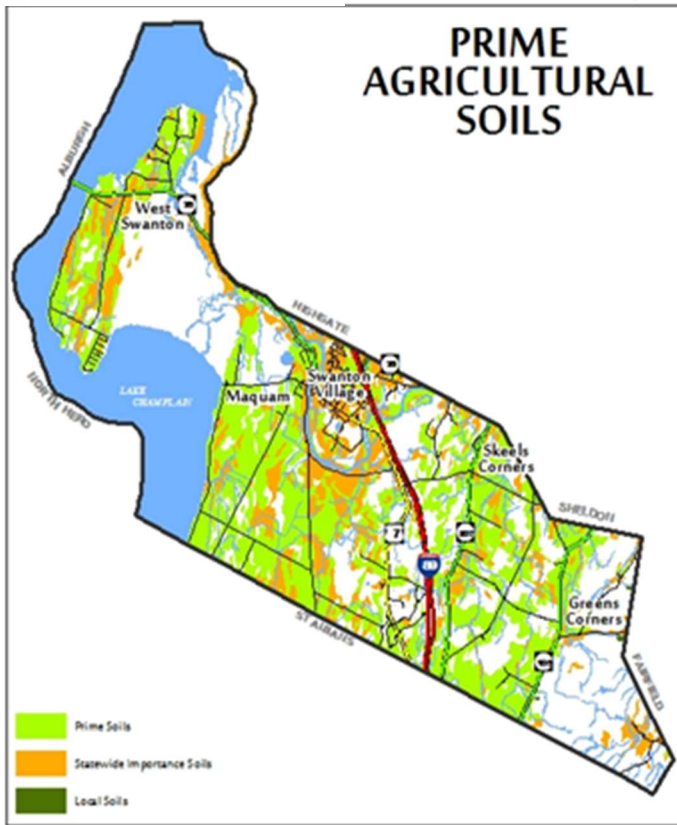 PRIME
AGRICULTURAL
SOILS
ALBURGH
West
Swanton
HIGHGATE
NORTH HERO
LAKE
CHAMPLAIN
Maquam
Swanton
Village
Skeels
Corners
SHELDON
7
89
ST ALBANS
Greens
Corners
FAIRFIELD
Prime Soils
Statewide Importance Soils
Local Soils